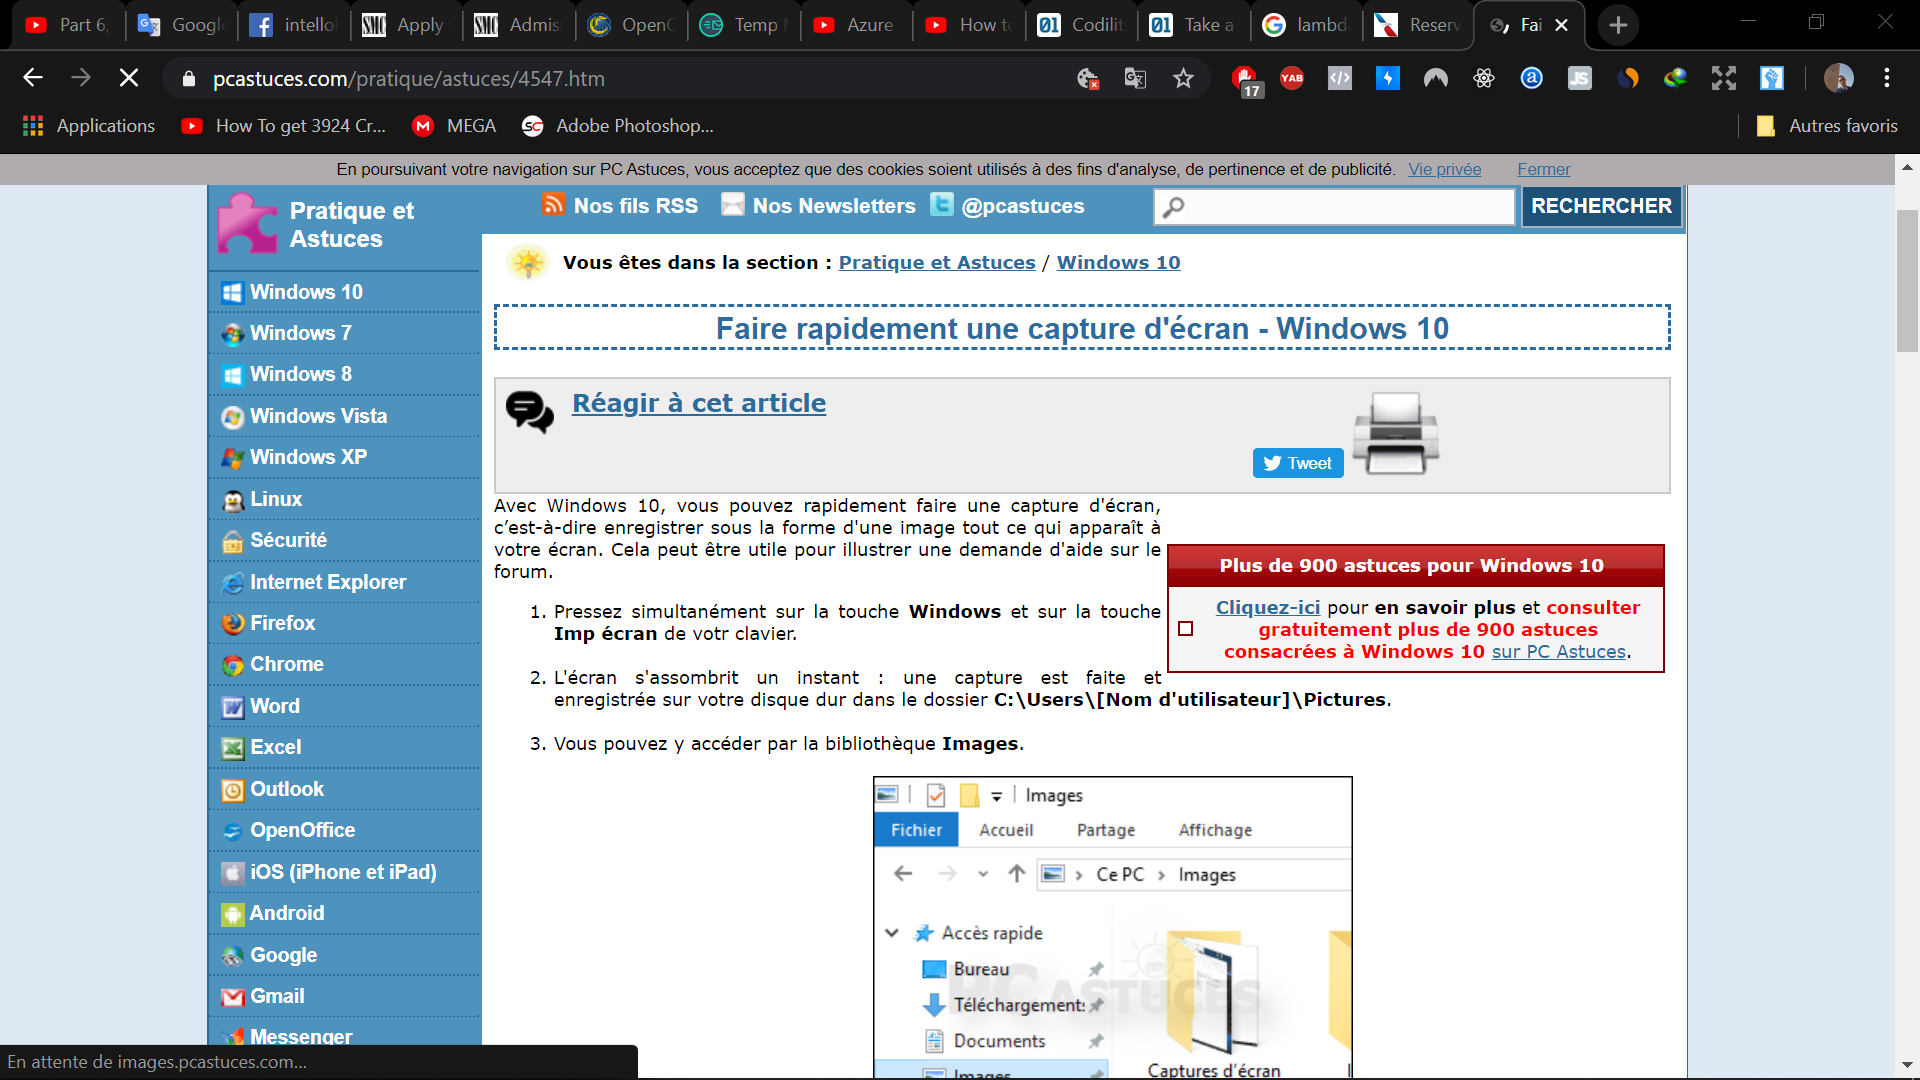 Part 6,
Google
intello
Apply
Admis
OpenC
Temp
Azure
How to
Codilit
Take a
lambd
Reserv
Fai
pcastuces.com/pratique/astuces/4547.htm
17
YAB
JS
Applications
How To get 3924 Cr...
MEGA
Adobe Photoshop...
Autres favoris
En poursuivant votre navigation sur PC Astuces, vous acceptez que des cookies soient utilisés à des fins d'analyse, de pertinence et de publicité. Vie privée Fermer
Pratique et
Astuces
Nos fils RSS
Nos Newsletters
@pcastuces
RECHERCHER
Windows 10
Windows 7
Windows 8
Windows Vista
Windows XP
Linux
Sécurité
Internet Explorer
Firefox
Chrome
Word
Excel
Outlook
OpenOffice
iOS (iPhone et iPad)
Android
Google
Gmail
Messenger
Vous êtes dans la section : Pratique et Astuces / Windows 10
Faire rapidement une capture d'écran - Windows 10
Réagir à cet article
Tweet
Avec Windows 10, vous pouvez rapidement faire une capture d'écran,
c’est-à-dire enregistrer sous la forme d'une image tout ce qui apparaît à
votre écran. Cela peut être utile pour illustrer une demande d'aide sur le
forum.
1. Pressez simultanément sur la touche Windows et sur la touche
Imp écran de votr clavier.
2. L'écran s'assombrit un instant : une capture est faite et
enregistrée sur votre disque dur dans le dossier C:\Users\[Nom d'utilisateur]\Pictures.
3. Vous pouvez y accéder par la bibliothèque Images.
Plus de 900 astuces pour Windows 10
Cliquez-ici pour en savoir plus et consulter
gratuitement plus de 900 astuces
consacrées à Windows 10 sur PC Astuces.
Images
Fichier Accueil Partage Affichage
Ce PC > Images
Accès rapide
Bureau
Téléchargements
Documents
Images
PC ASTUCES
Captures d’écran
En attente de images.pcastuces.com...